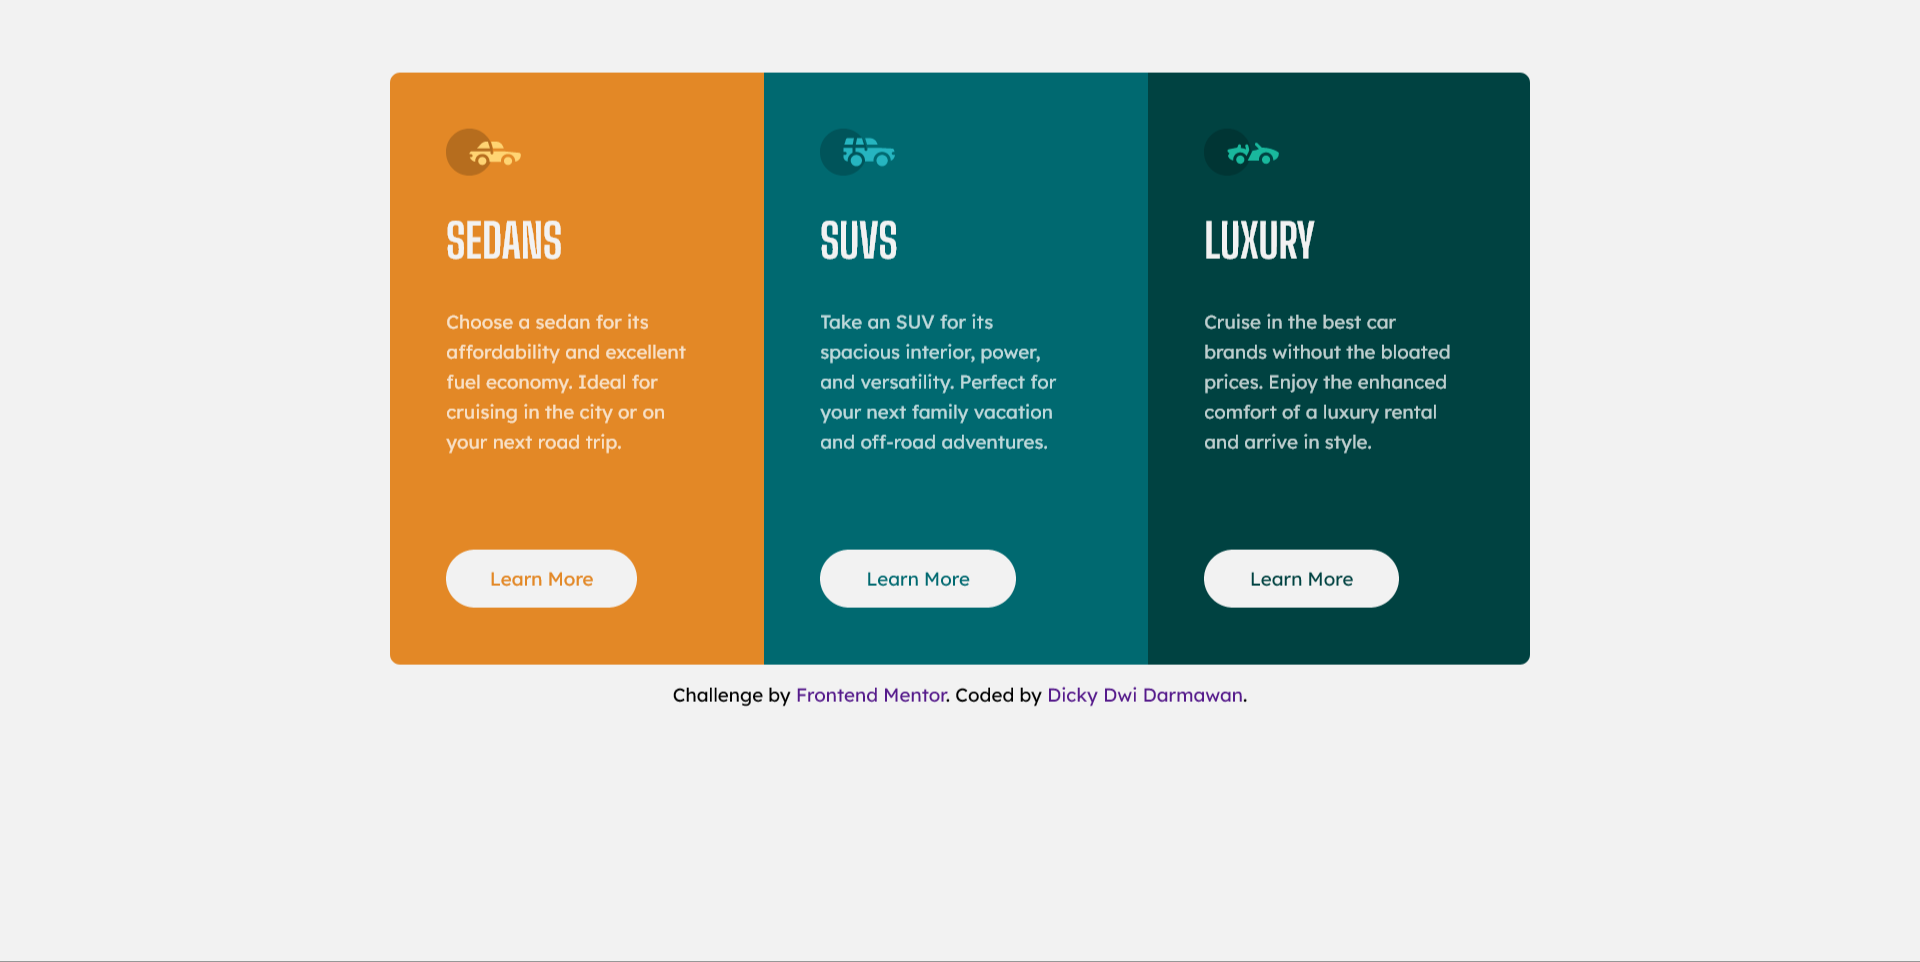 SEDANS
Choose a sedan for its
affordability and excellent
fuel economy. Ideal for
cruising in the city or on
your next road trip.
Learn More
SUVS
Take an SUV for its
spacious interior, power,
and versatility. Perfect for
your next family vacation
and off-road adventures.
Learn More
LUXURY
Cruise in the best car
brands without the bloated
prices. Enjoy the enhanced
comfort of a luxury rental
and arrive in style.
Learn More
Challenge by Frontend Mentor. Coded by Dicky Dwi Darmawan.